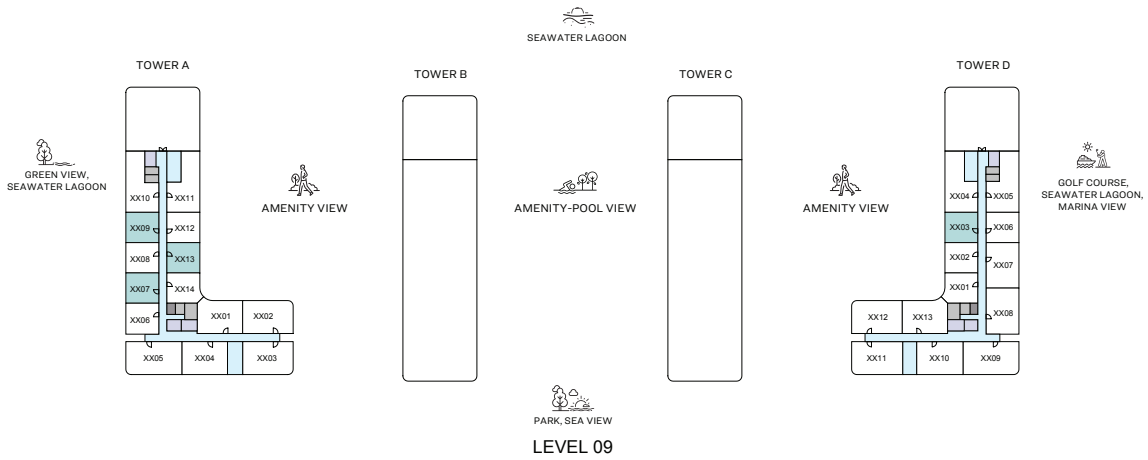 SEAWATER LAGOON
TOWER A
TOWER B
TOWER C
TOWER D
GREEN VIEW,
SEAWATER LAGOON
AMENITY VIEW
AMENITY-POOL VIEW
AMENITY VIEW
GOLF COURSE,
SEAWATER LAGOON,
MARINA VIEW
XX10
XX11
XX09
XX12
XX08
XX13
XX07
XX14
XX06
XX01
XX02
XX05
XX04
XX03
XX04
XX05
XX03
XX06
XX02
XX07
XX01
XX08
XX12
XX13
XX11
XX10
XX09
PARK, SEA VIEW
LEVEL 09